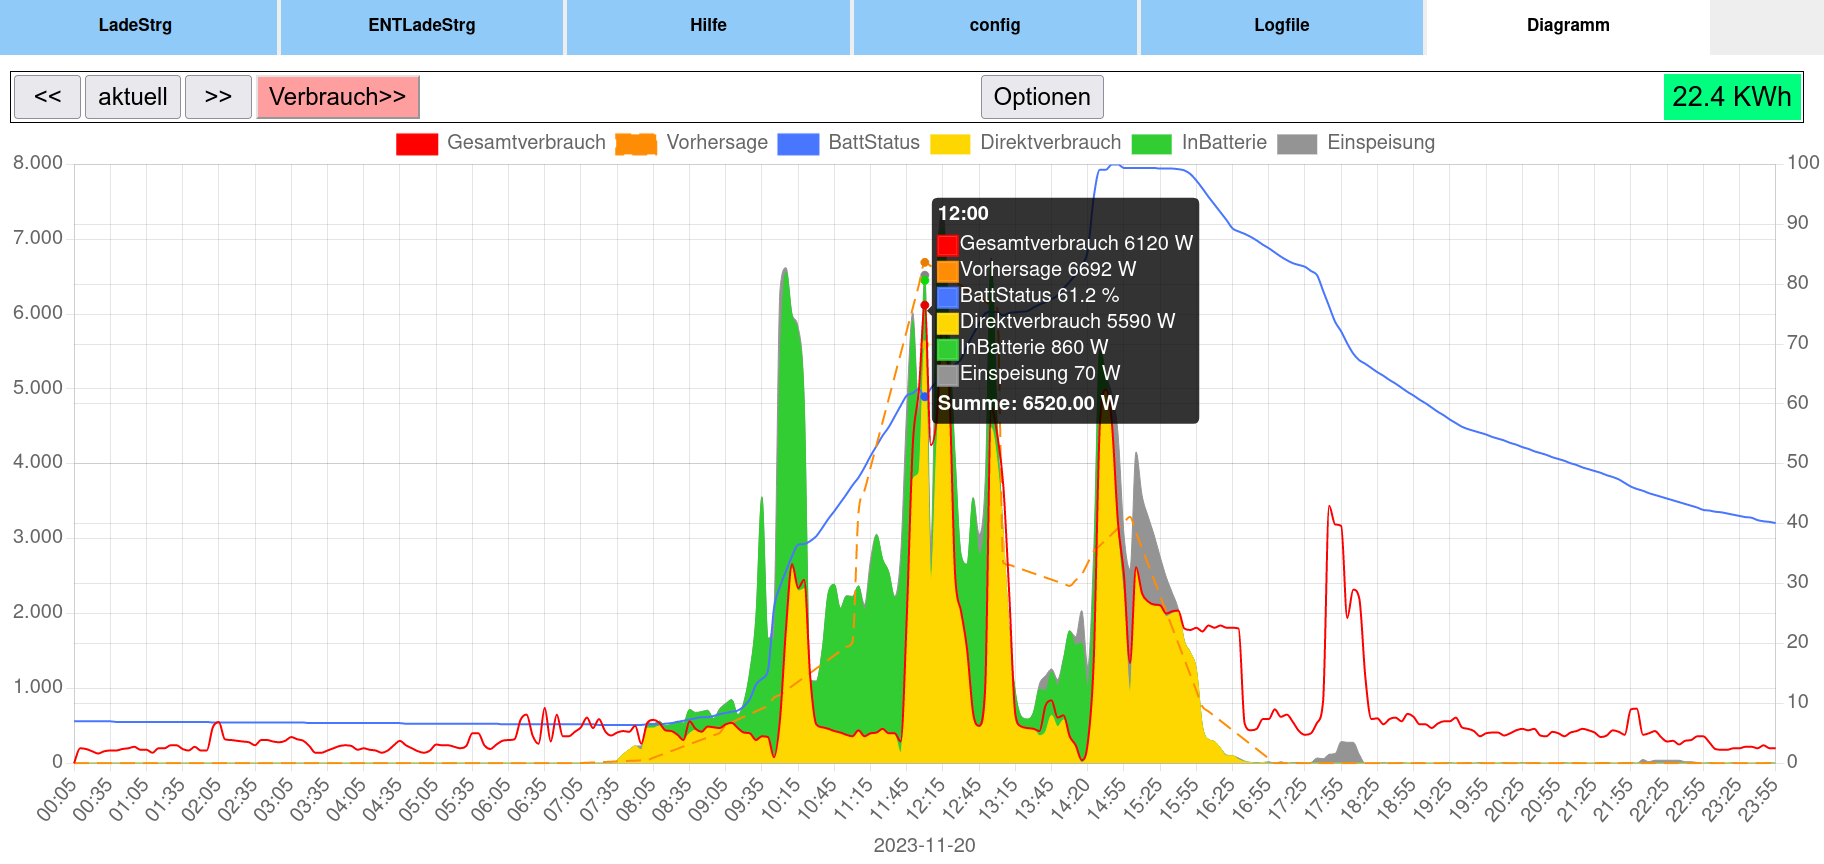 LadeStrg ENTLadeStrg Hilfe config Logfile Diagramm
<< aktuell >> Verbrauch>> Optionen 22.4 KWh
Gesamtverbrauch Vorhersage BattStatus Direktverbrauch InBatterie Einspeisung
8.000 100
90
7.000
80
6.000
70
5.000
60
4.000 50
3.000 40
30
2.000
20
1.000
10
0 0
12:00
Gesamtverbrauch 6120 W
Vorhersage 6692 W
BattStatus 61.2 %
Direktverbrauch 5590 W
InBatterie 860 W
Einspeisung 70 W
Summe: 6520.00 W
00:05 00:35 01:05 01:35 02:05 02:35 03:05 03:35 04:05 04:35 05:05 05:35 06:05 06:35 07:05 07:35 08:05 08:35 09:05 09:35 10:15 10:45 11:15 11:45 12:15 12:45 13:15 13:45 14:20 14:55 15:25 15:55 16:25 16:55 17:25 17:55 18:25 18:55 19:25 19:55 20:25 20:55 21:25 21:55 22:25 22:55 23:25 23:55
2023-11-20